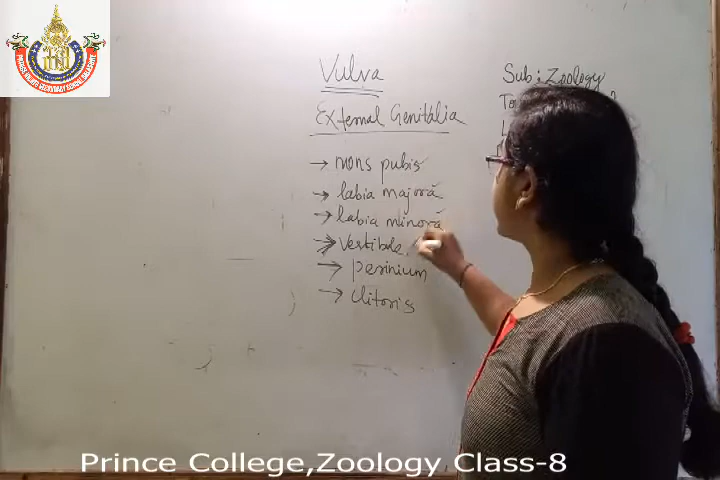 Vulva
External Genitalia
→ mons pubis
→ labia majora
→ labia minora
→ vestibule
→ perinium
→ clitoris
Sub: Zoology
Prince College,Zoology Class-8